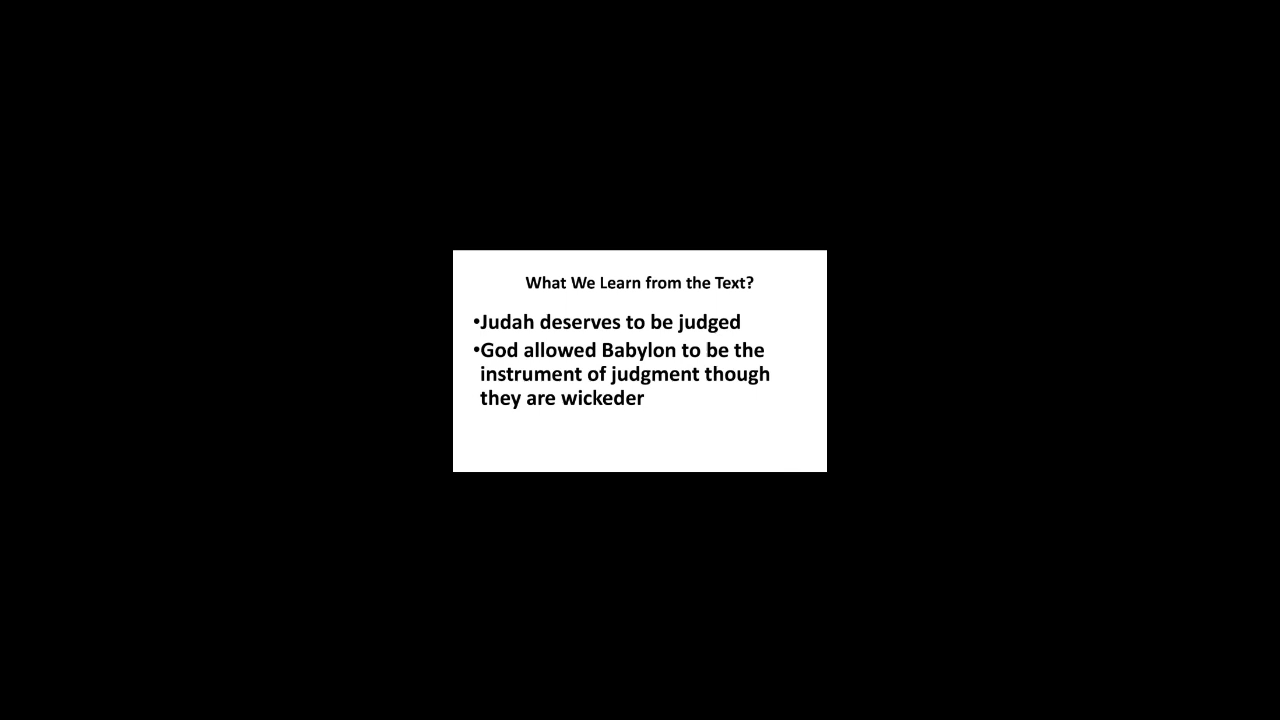 What We Learn from the Text?
•Judah deserves to be judged
•God allowed Babylon to be the
instrument of judgment though
they are wickeder